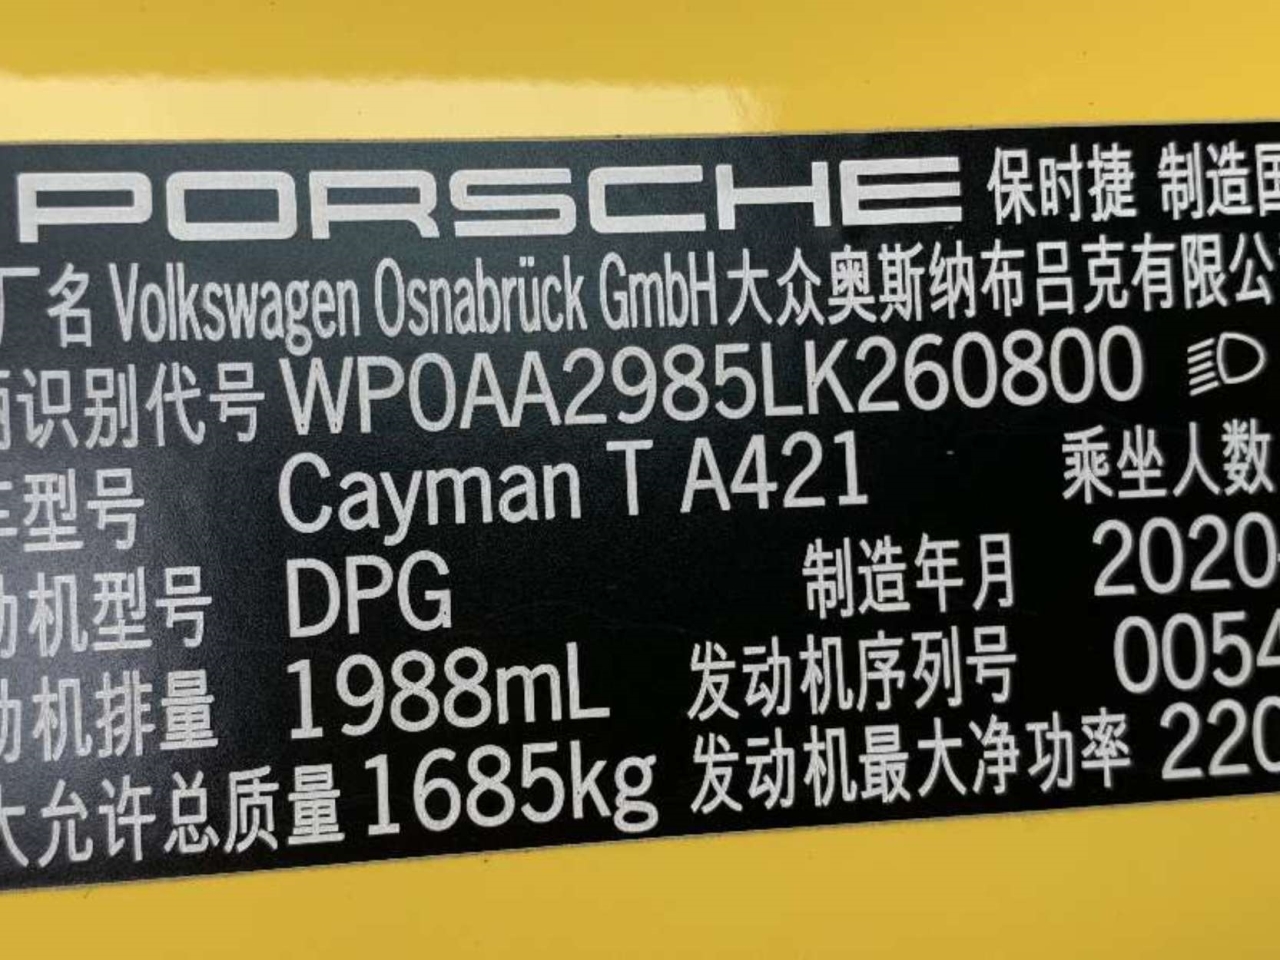 PORSCHE 保时捷 制造国
厂名 Volkswagen Osnabrück GmbH 大众奥斯纳布吕克有限公
识别代号 WP0AA2985LK260800
车型号 Cayman T A421 乘坐人数
动机型号 DPG 制造年月 2020
动机排量 1988mL 发动机序列号 0054
大允许总质量 1685kg 发动机最大净功率 220